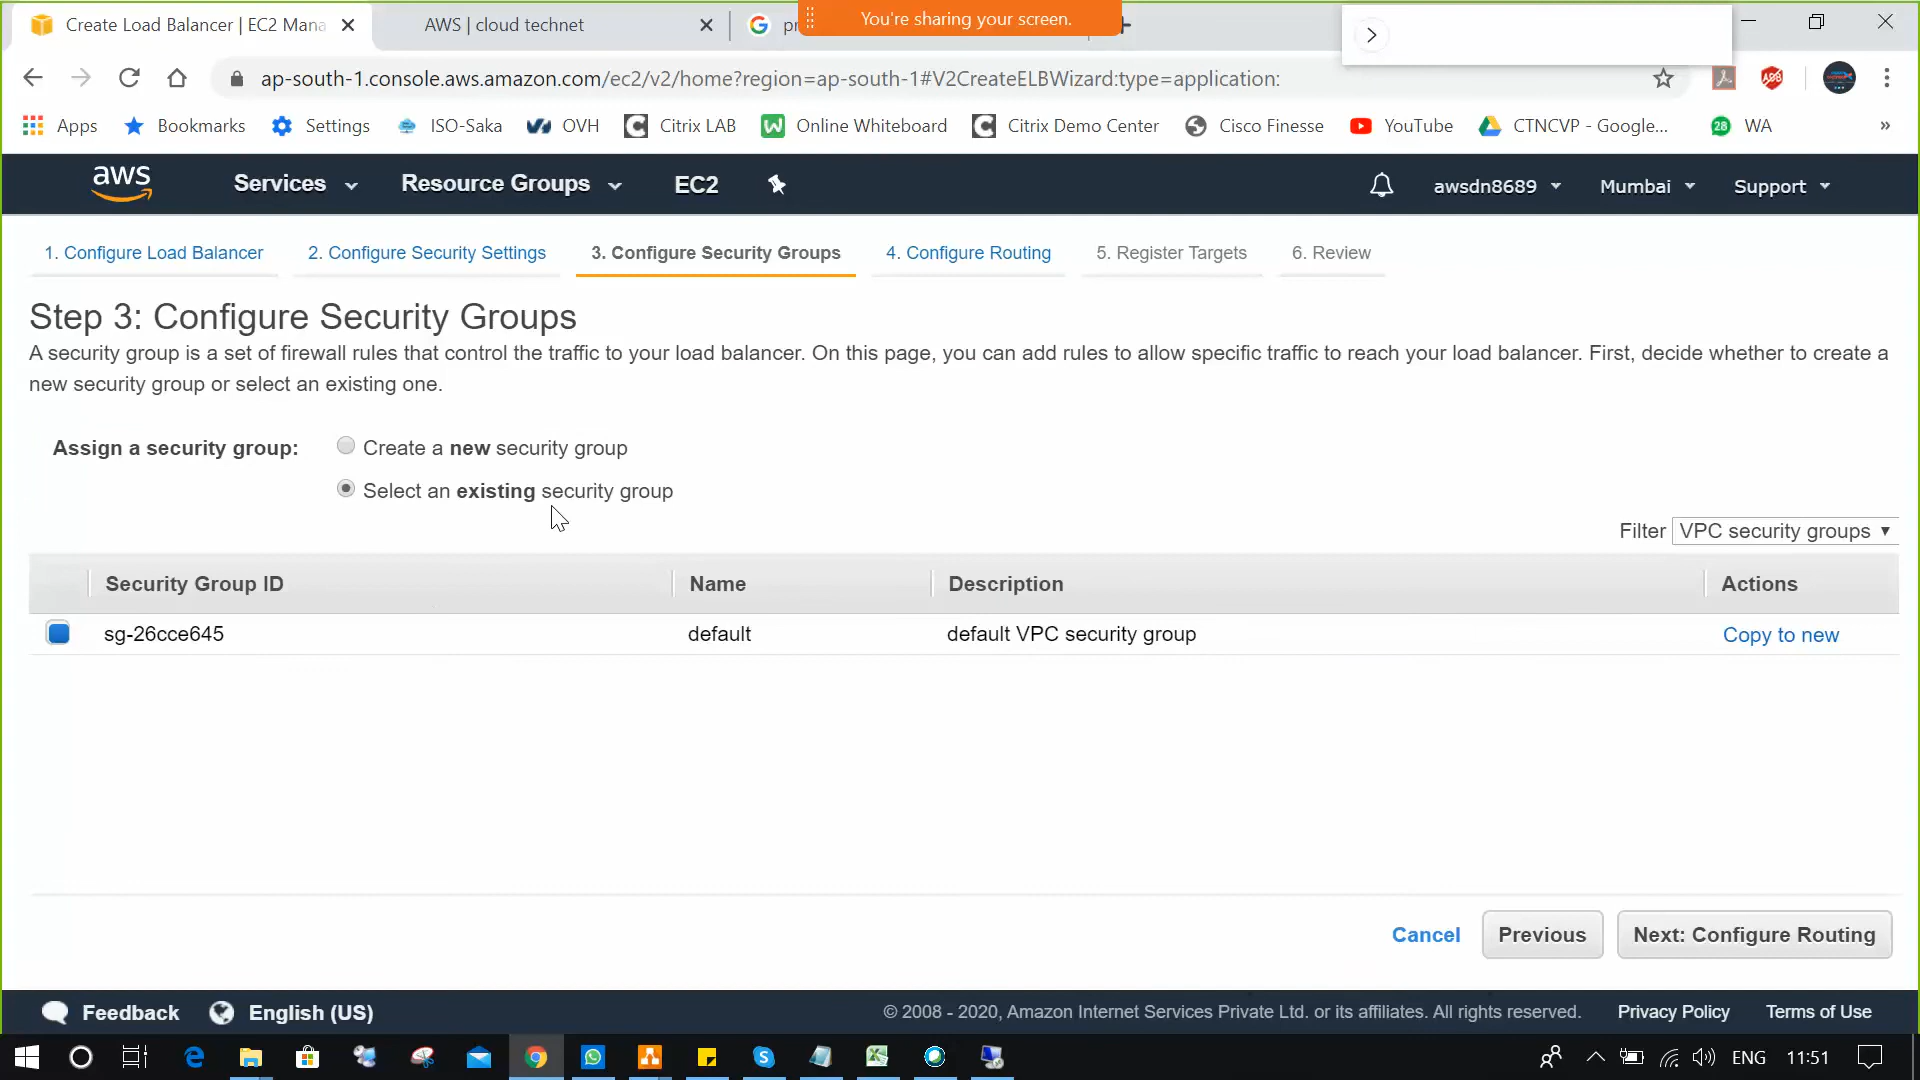 Create Load Balancer | EC2 Mana
AWS | cloud technet
pr
You're sharing your screen.
ap-south-1.console.aws.amazon.com/ec2/v2/home?region=ap-south-1#V2CreateELBWizard:type=application:
Apps
Bookmarks
Settings
ISO-Saka
OVH
Citrix LAB
Online Whiteboard
Citrix Demo Center
Cisco Finesse
YouTube
CTNCVP - Google...
28 WA
»
aws
Services
Resource Groups
EC2
awsdn8689
Mumbai
Support
1. Configure Load Balancer
2. Configure Security Settings
3. Configure Security Groups
4. Configure Routing
5. Register Targets
6. Review
Step 3: Configure Security Groups
A security group is a set of firewall rules that control the traffic to your load balancer. On this page, you can add rules to allow specific traffic to reach your load balancer. First, decide whether to create a
new security group or select an existing one.
Assign a security group:
Create a new security group
Select an existing security group
Filter VPC security groups
Security Group ID
Name
Description
Actions
sg-26cce645
default
default VPC security group
Copy to new
Cancel
Previous
Next: Configure Routing
Feedback
English (US)
© 2008 - 2020, Amazon Internet Services Private Ltd. or its affiliates. All rights reserved.
Privacy Policy
Terms of Use
ENG
11:51